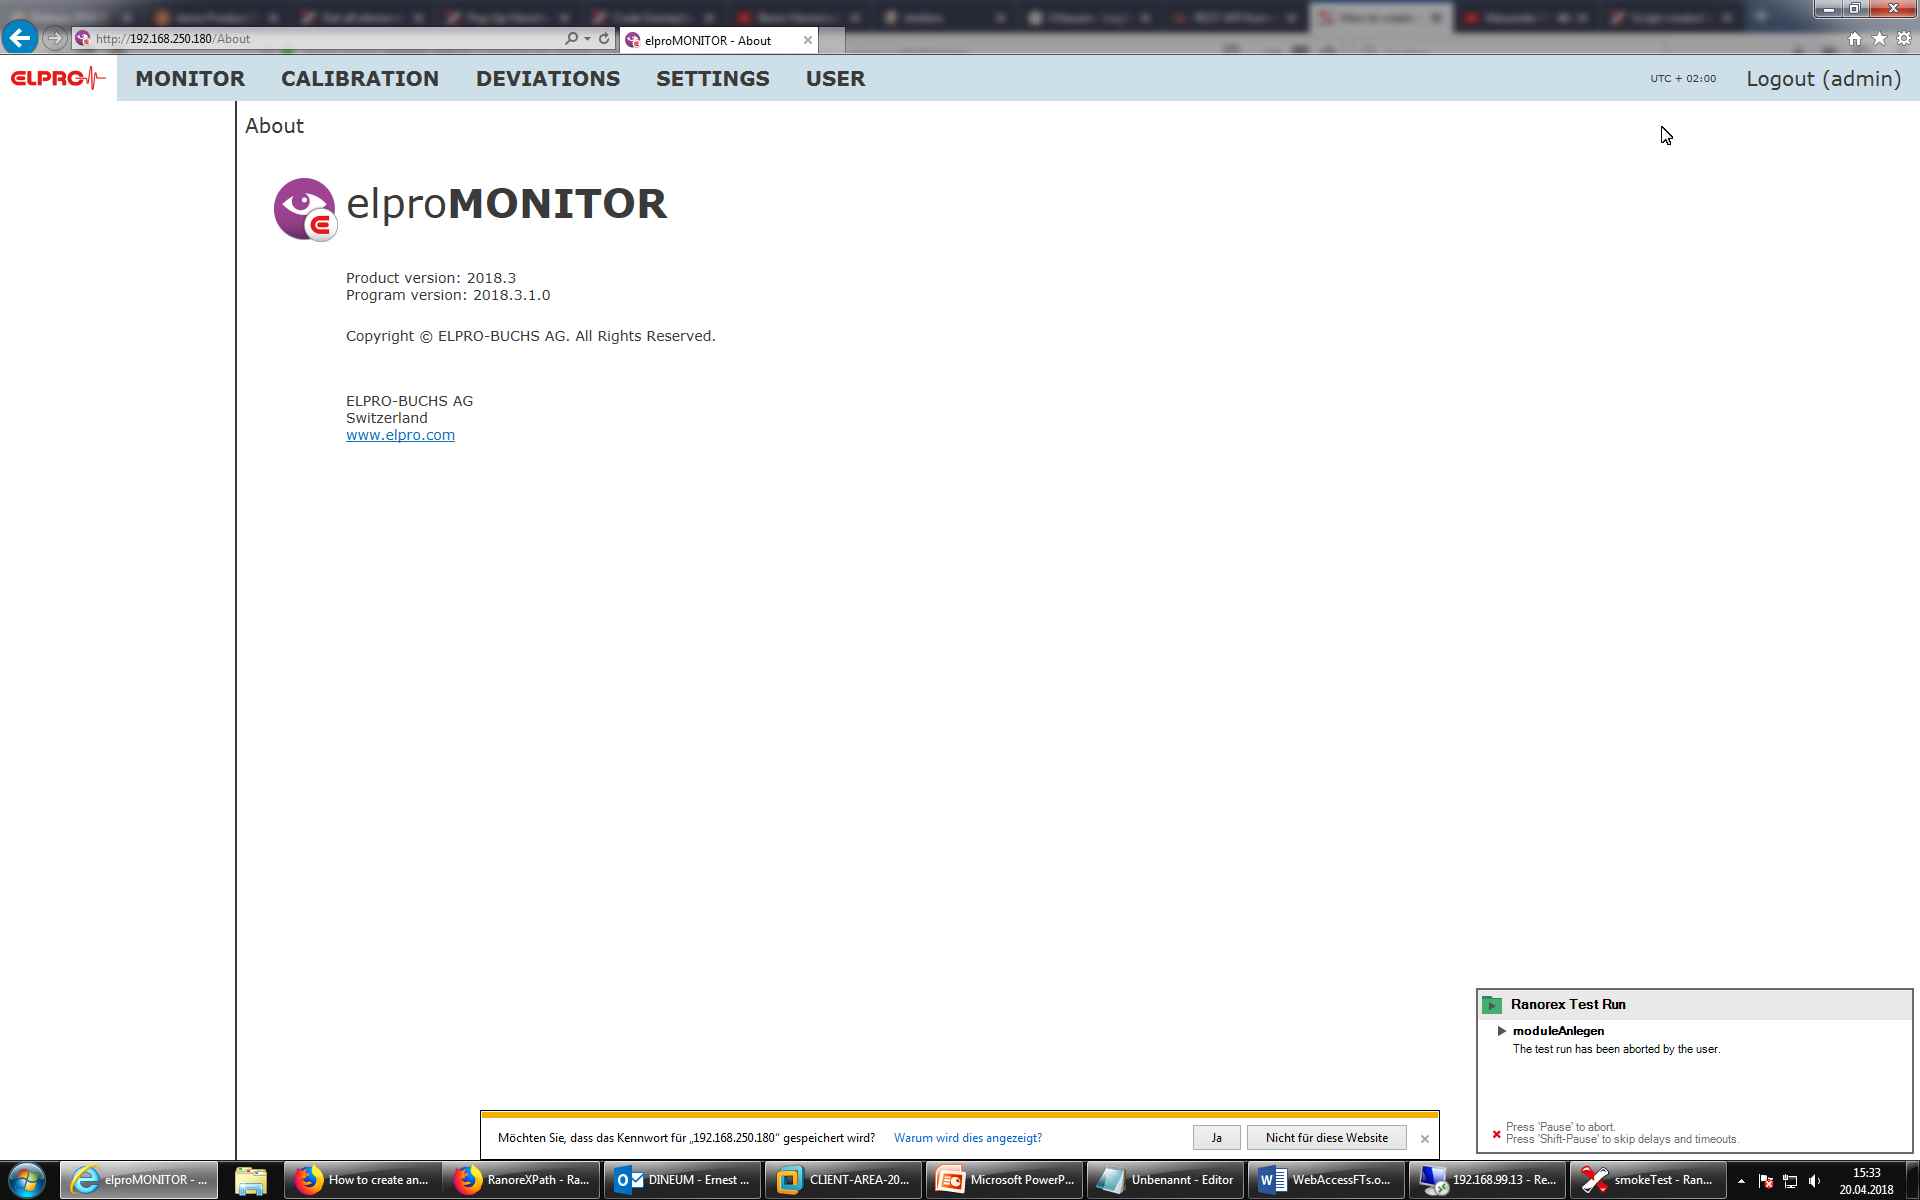 http://192.168.250.180/About
elproMONITOR - About
ELPRO
MONITOR CALIBRATION DEVIATIONS SETTINGS USER
UTC + 02:00
Logout (admin)
About
elproMONITOR
Product version: 2018.3
Program version: 2018.3.1.0
Copyright © ELPRO-BUCHS AG. All Rights Reserved.
ELPRO-BUCHS AG
Switzerland
www.elpro.com
Ranorex Test Run
moduleAnlegen
The test run has been aborted by the user.
Press 'Pause' to abort.
Press 'Shift-Pause' to skip delays and timeouts.
Möchten Sie, dass das Kennwort für „192.168.250.180“ gespeichert wird? Warum wird dies angezeigt? Ja Nicht für diese Website
elproMONITOR - ... How to create an... RanoreXPath - Ra... DINEUM - Ernest ... CLIENT-AREA-20... Microsoft PowerP... Unbenannt - Editor WebAccessFTs.o... 192.168.99.13 - Re... smokeTest - Ran...
15:33
20.04.2018